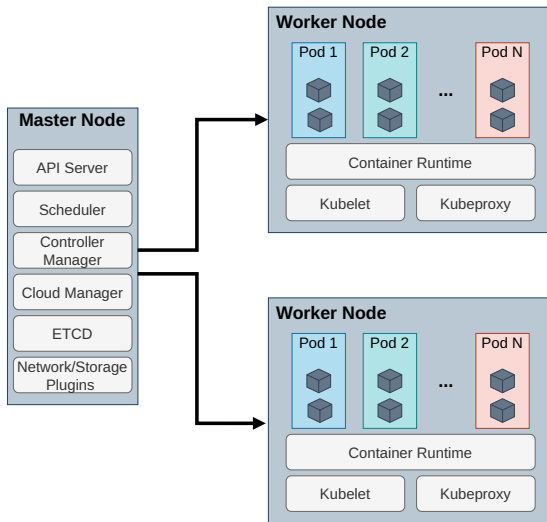 Master Node
API Server
Scheduler
Controller
Manager
Cloud Manager
ETCD
Network/Storage
Plugins
Worker Node
Pod 1
Pod 2
...
Pod N
Container Runtime
Kubelet
Kubeproxy
Worker Node
Pod 1
Pod 2
...
Pod N
Container Runtime
Kubelet
Kubeproxy